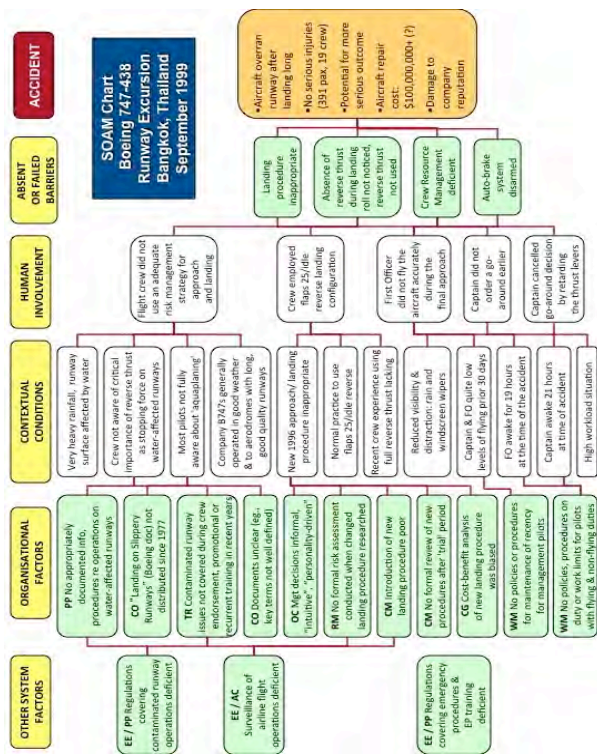 SOAM Chart
Boeing 747-438
Runway Excursion
Bangkok, Thailand
September 1999
ACCIDENT
•Aircraft overran
runway after
landing long
•No serious injuries
(391 pax, 19 crew)
•Potential for more
serious outcome
•Aircraft repair
cost:
$100,000,000+ (?)
•Damage to
company
reputation
ABSENT
OR FAILED
BARRIERS
Landing
procedure
inappropriate
Absence of
reverse thrust
during landing
roll not noticed,
reverse thrust
not used
Crew Resource
Management
deficient
Auto-brake
system
disarmed
HUMAN
INVOLVEMENT
Flight crew did not
use an adequate
risk management
strategy for
approach
and landing
Crew employed
flaps 25/idle
reverse landing
configuration
First Officer
did not fly the
aircraft accurately
during the
final approach
Captain did not
order a go-
around earlier
Captain cancelled
go-around decision
by retarding
the thrust levers
CONTEXTUAL
CONDITIONS
Very heavy rainfall, runway
surface affected by water
Crew not aware of critical
importance of reverse thrust
as stopping force on
water-affected runways
Most pilots not fully
aware about 'aquaplaning'
Company B747s generally
operated in good weather
& to aerodromes with long,
good quality runways
New 1996 approach/landing
procedure inappropriate
Normal practice to use
flaps 25/idle reverse
Recent crew experience using
full reverse thrust lacking
Reduced visibility &
distraction: rain and
windscreen wipers
Captain & FO quite low
levels of flying prior 30 days
FO awake for 19 hours
at the time of the accident
Captain awake 21 hours
at time of accident
High workload situation
ORGANISATIONAL
FACTORS
PP No appropriately
documented info,
procedures re operations on
water-affected runways
CO "Landing on Slippery
Runways" (Boeing doc) not
distributed since 1977
TR Contaminated runway
issues not covered during crew
endorsement, promotional or
recurrent training in recent years
CO Documents unclear (eg,
key terms not well defined)
OC Mgt decisions informal,
"intuitive" "personality-driven"
RM No formal risk assessment
conducted when changed
landing procedure researched
CM Introduction of new
landing procedure poor
CM No formal review of new
procedures after 'trial' period
CG Cost-benefit analysis
of new landing procedure
was biased
WM No policies or procedures
for maintenance of recency
for management pilots
WM No policies, procedures on
duty or work limits for pilots
with flying & non-flying duties
OTHER SYSTEM
FACTORS
EE / PP Regulations
covering
contaminated runway
operations deficient
EE / AC
Surveillance of
airline flight
operations deficient
EE / PP Regulations
covering emergency
procedures &
EP training
deficient